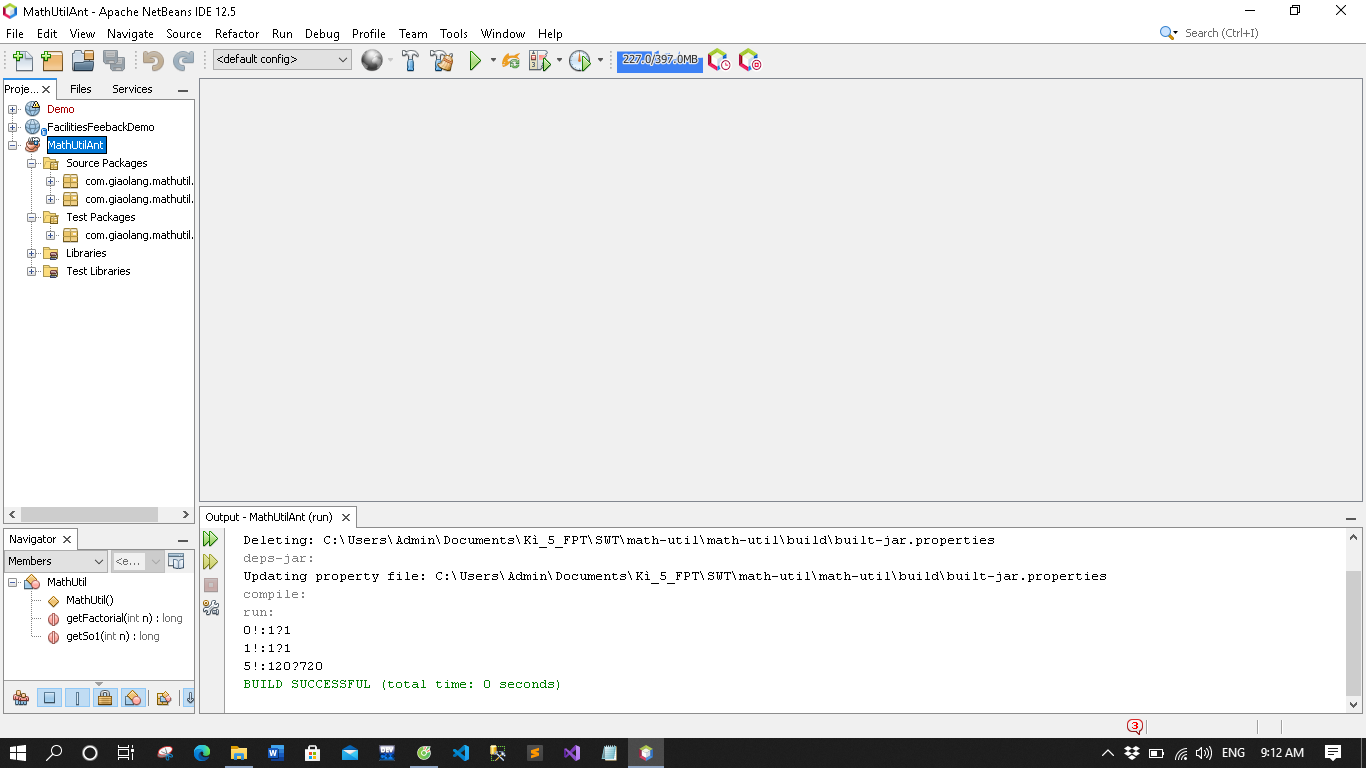 MathUtilAnt - Apache NetBeans IDE 12.5
File Edit View Navigate Source Refactor Run Debug Profile Team Tools Window Help
Search (Ctrl+I)
<default config>
227.0/397.0MB
Proje... Files Services
Demo
FacilitiesFeebackDemo
MathUtilAnt
Source Packages
com.giaolang.mathutil.
com.giaolang.mathutil.
Test Packages
com.giaolang.mathutil.
Libraries
Test Libraries
Navigator
Members <e...
MathUtil
MathUtil()
getFactorial(int n) : long
getSo1(int n) : long
Output - MathUtilAnt (run)
Deleting: C:\Users\Admin\Documents\Kì_5_FPT\SWT\math-util\math-util\build\built-jar.properties
deps-jar:
Updating property file: C:\Users\Admin\Documents\Kì_5_FPT\SWT\math-util\math-util\build\built-jar.properties
compile:
run:
0!:1?1
1!:1?1
5!:120?720
BUILD SUCCESSFUL (total time: 0 seconds)
3
ENG 9:12 AM